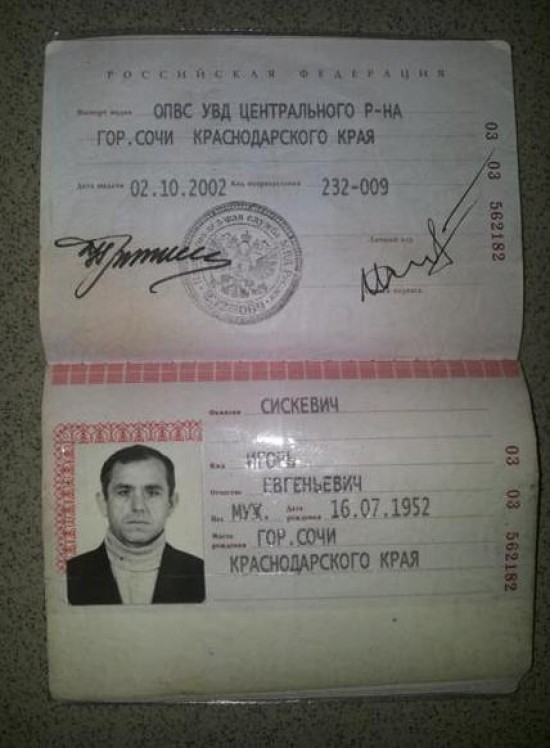 РОССИЙСКАЯ ФЕДЕРАЦИЯ
Паспорт выдан ОПВС УВД ЦЕНТРАЛЬНОГО Р-НА
ГОР.СОЧИ КРАСНОДАРСКОГО КРАЯ
Дата выдачи 02.10.2002 Код подразделения 232-009
Личный код
03 03 562182
Фамилия СИСКЕВИЧ
Имя ИГОРЬ
Отчество ЕВГЕНЬЕВИЧ
Пол МУЖ. Дата рождения 16.07.1952
Место рождения ГОР.СОЧИ
КРАСНОДАРСКОГО КРАЯ
03 03 562182